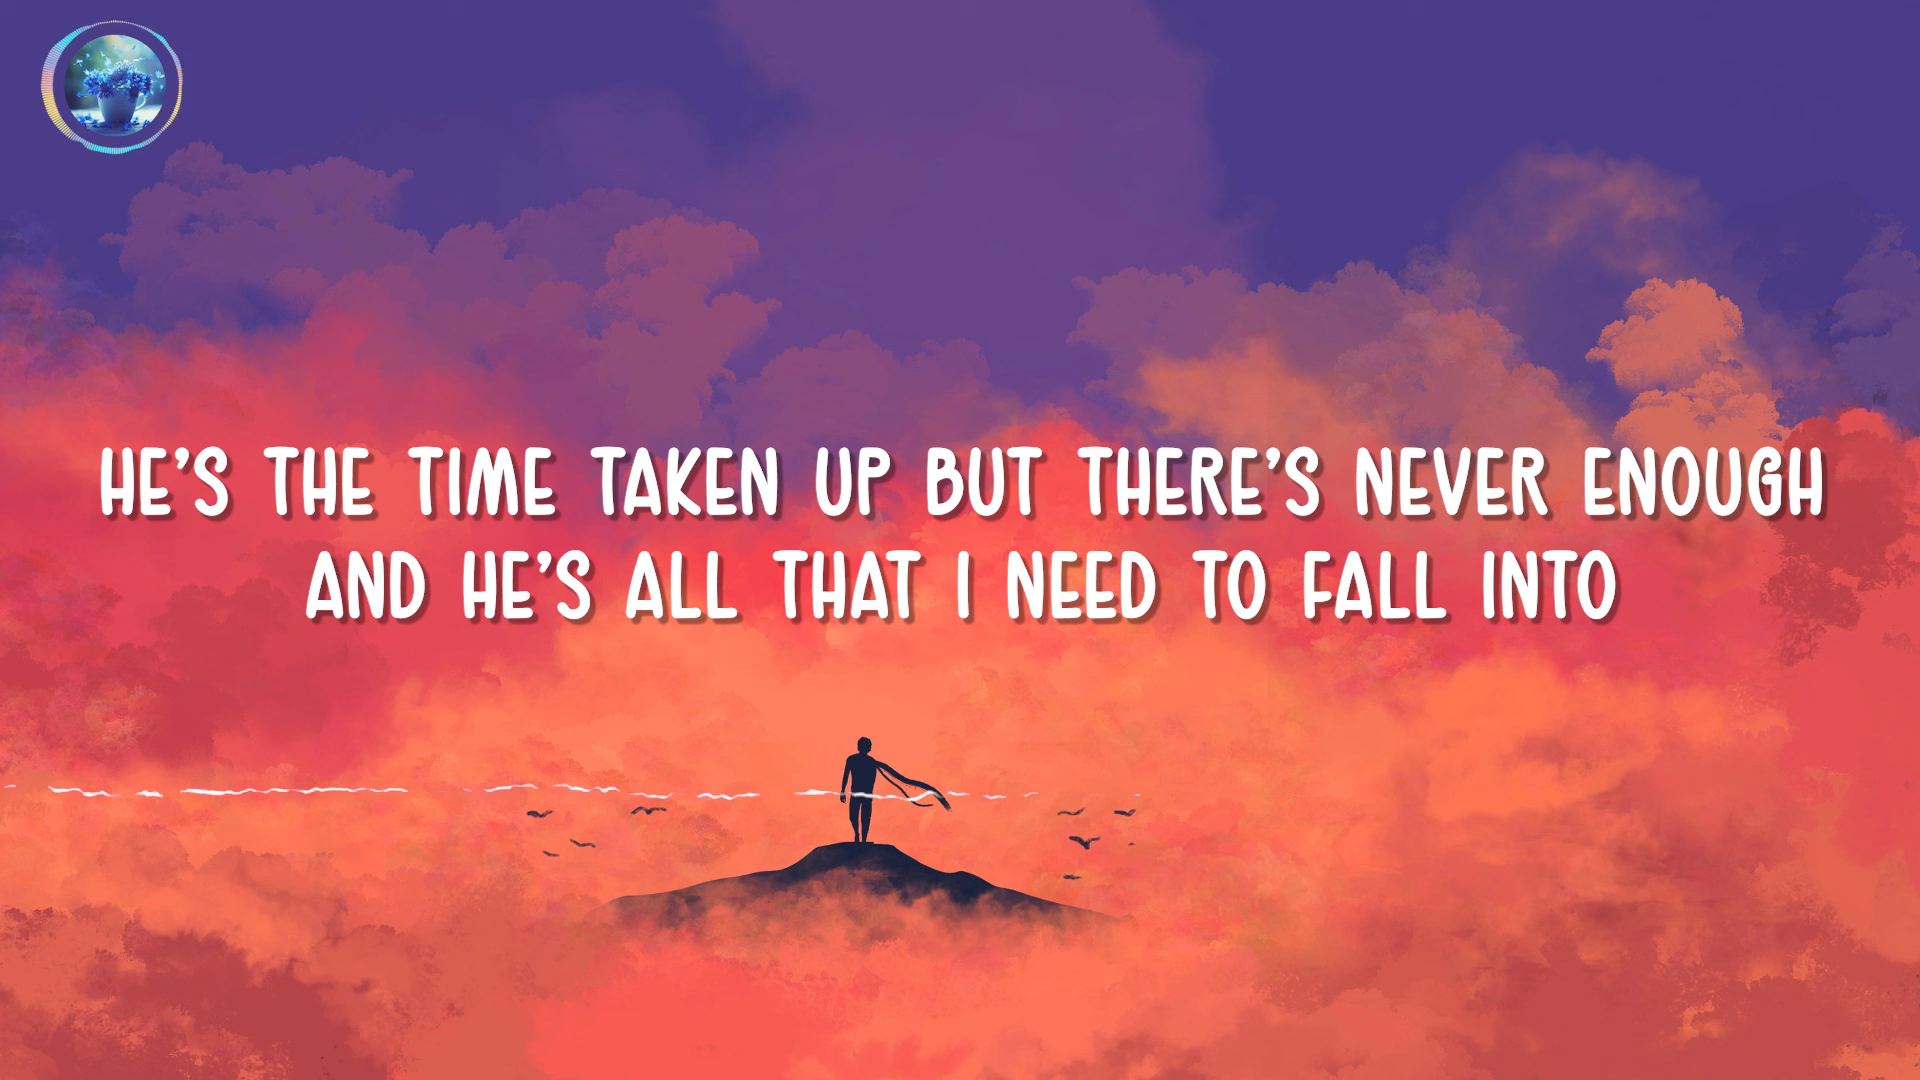 HE'S THE TIME TAKEN UP BUT THERE'S NEVER ENOUGH
AND HE'S ALL THAT I NEED TO FALL INTO